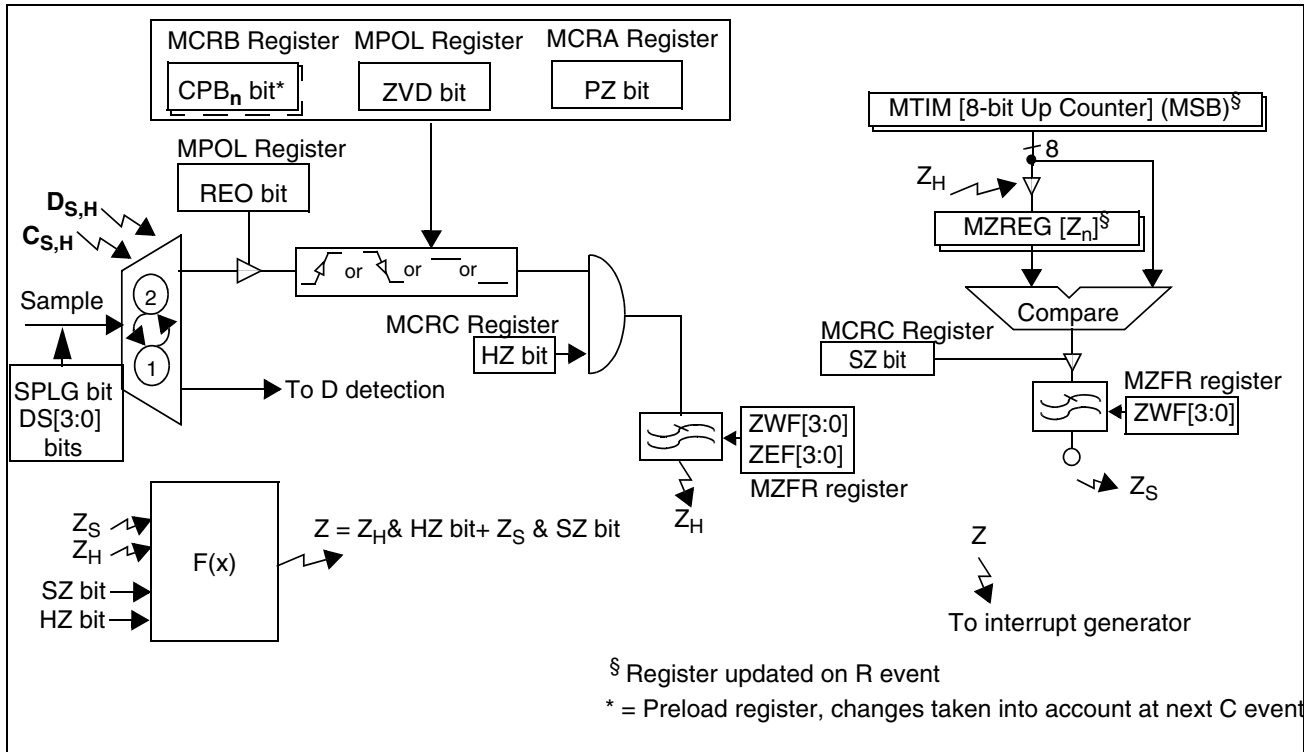 MCRB Register
MPOL Register
MCRA Register
CPBn bit*
ZVD bit
PZ bit
MTIM [8-bit Up Counter] (MSB)§
8
MPOL Register
REO bit
ZH
MZREG [Zn]§
DS,H
CS,H
or
or
or
2
1
Sample
Compare
MCRC Register
HZ bit
MCRC Register
SZ bit
SPLG bit
DS[3:0]
bits
To D detection
MZFR register
ZWF[3:0]
ZWF[3:0]
ZEF[3:0]
MZFR register
ZH
ZS
ZS
ZH
SZ bit
HZ bit
F(x)
Z = ZH& HZ bit+ ZS & SZ bit
Z
To interrupt generator
§ Register updated on R event
* = Preload register, changes taken into account at next C event